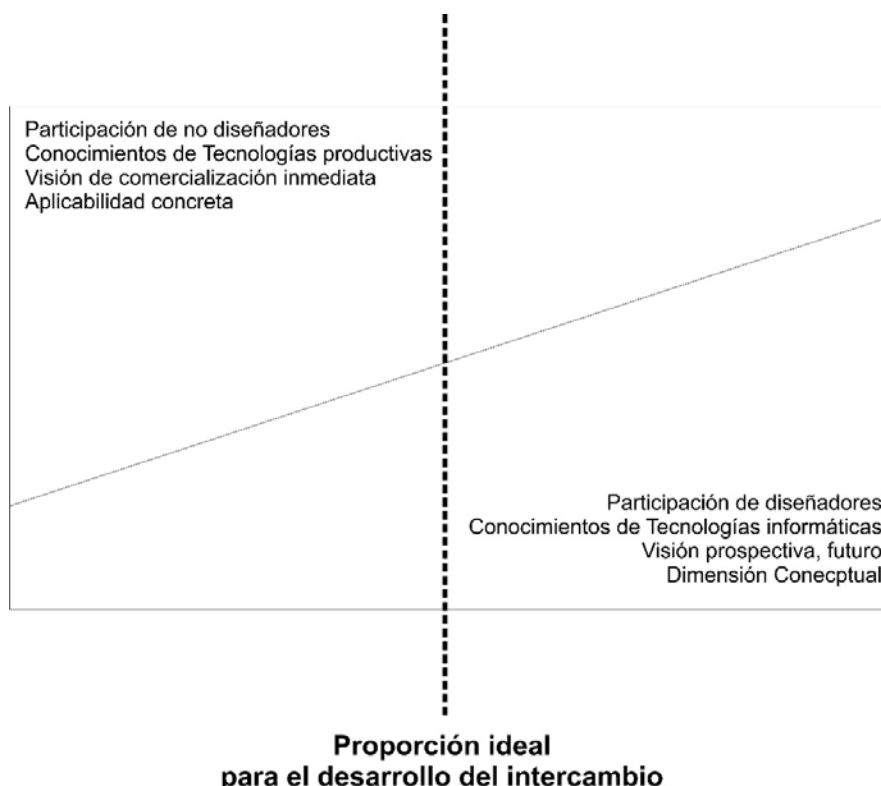 Participación de no diseñadores
Conocimientos de Tecnologías productivas
Visión de comercialización inmediata
Aplicabilidad concreta
Participación de diseñadores
Conocimientos de Tecnologías informáticas
Visión prospectiva, futuro
Dimensión Conecptual
Proporción ideal
para el desarrollo del intercambio